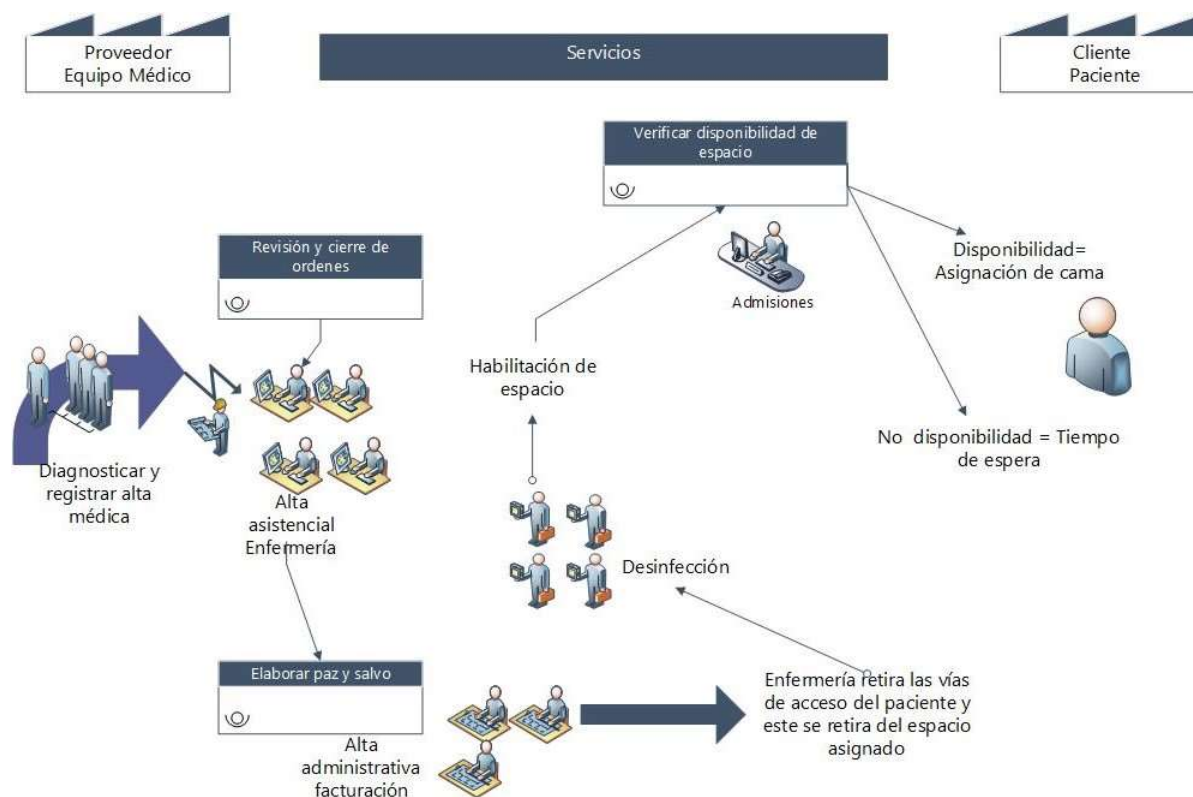 Proveedor
Equipo Médico
Servicios
Cliente
Paciente
Verificar disponibilidad de
espacio
Revisión y cierre de
ordenes
Disponibilidad=
Asignación de cama
Admisiones
Habilitación de
espacio
No disponibilidad = Tiempo
de espera
Diagnosticar y
registrar alta
médica
Alta
asistencial
Enfermería
Desinfección
Elaborar paz y salvo
Enfermería retira las vías
de acceso del paciente y
este se retira del espacio
asignado
Alta
administrativa
facturación